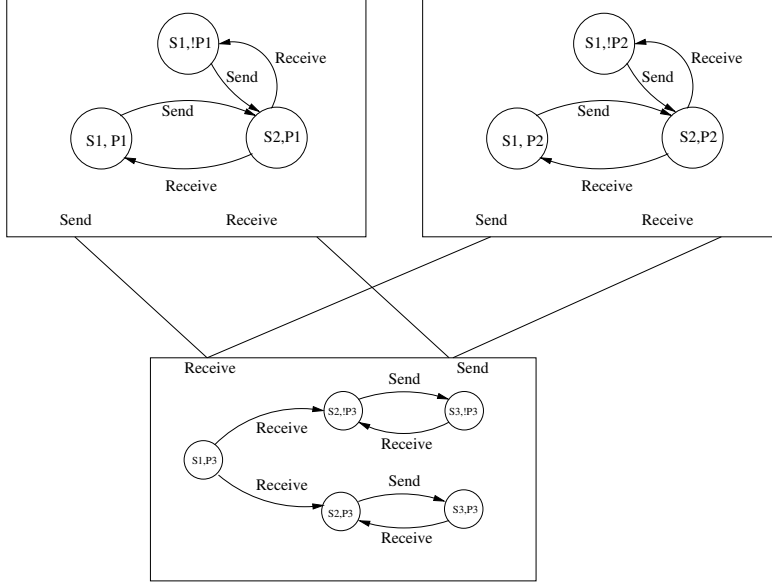 S1,!P1
Receive
Send
Send
S1, P1
S2,P1
Receive
Send
Receive
S1,!P2
Receive
Send
Send
S1, P2
S2,P2
Receive
Send
Receive
Receive
Send
Send
S2,!P3
S3,!P3
Receive
Receive
S1,P3
Receive
Send
S2,P3
S3,P3
Receive